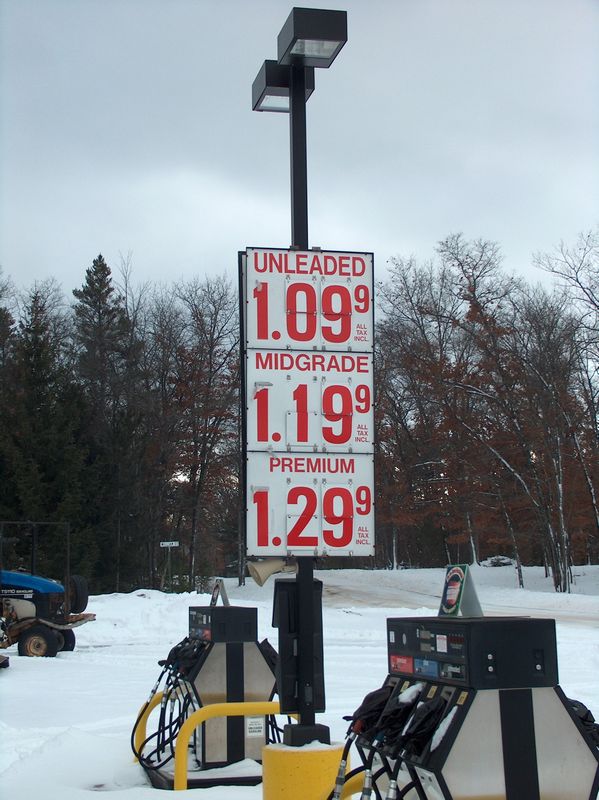 UNLEADED
1.09 9
ALL
TAX
INCL.
MIDGRADE
1.19 9
ALL
TAX
INCL.
PREMIUM
1.29 9
ALL
TAX
INCL.